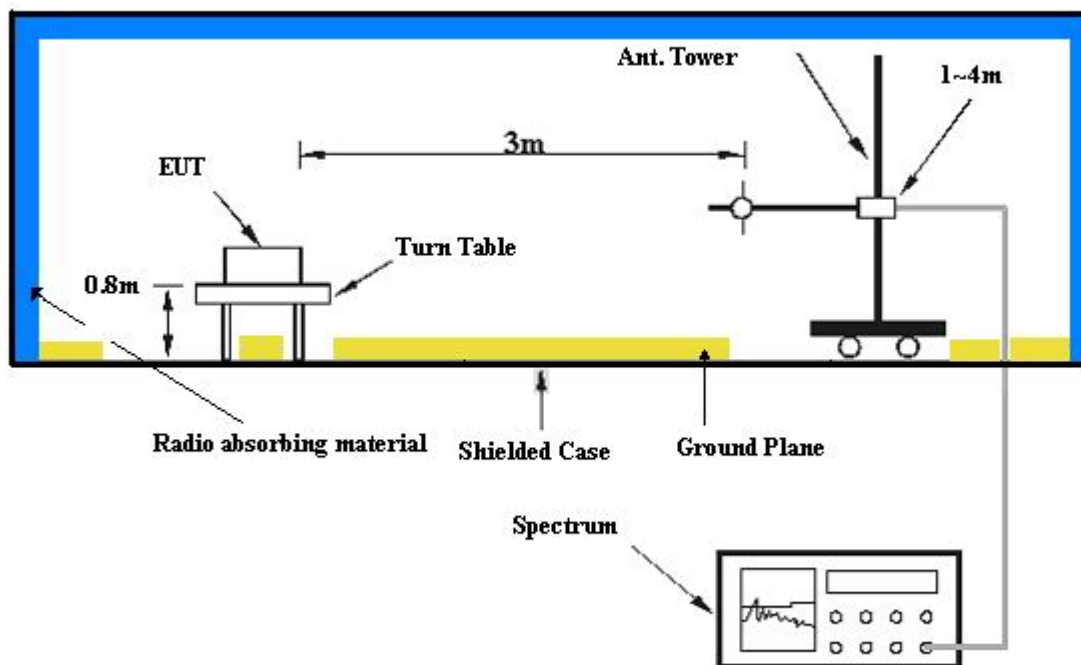 Ant. Tower
1~4m
3m
EUT
Turn Table
0.8m
Radio absorbing material
Shielded Case
Ground Plane
Spectrum